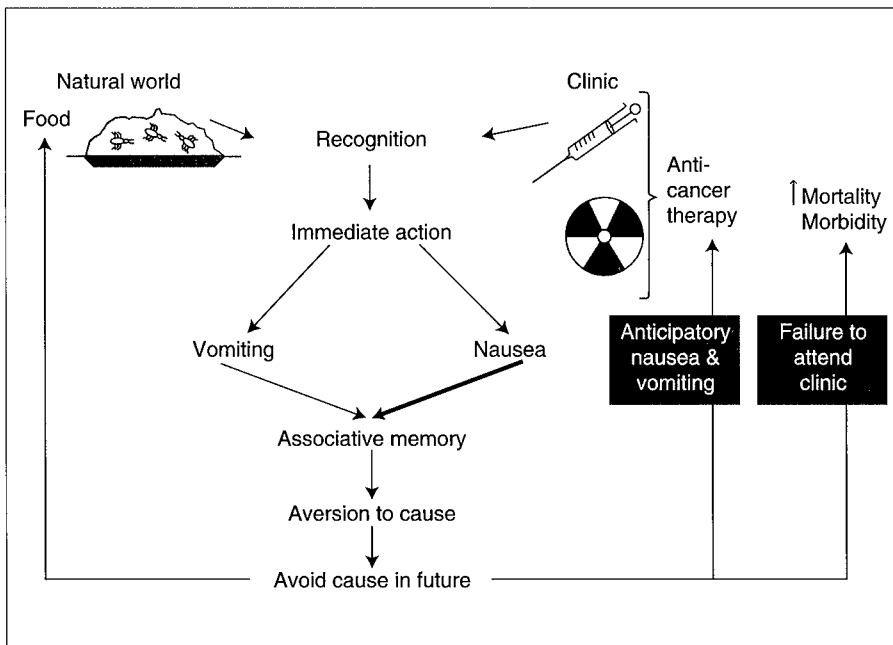 Natural world
Food
Clinic
Recognition
Anti-
cancer
therapy
↑ Mortality
Morbidity
Immediate action
Vomiting
Nausea
Anticipatory
nausea &
vomiting
Failure to
attend
clinic
Associative memory
Aversion to cause
Avoid cause in future